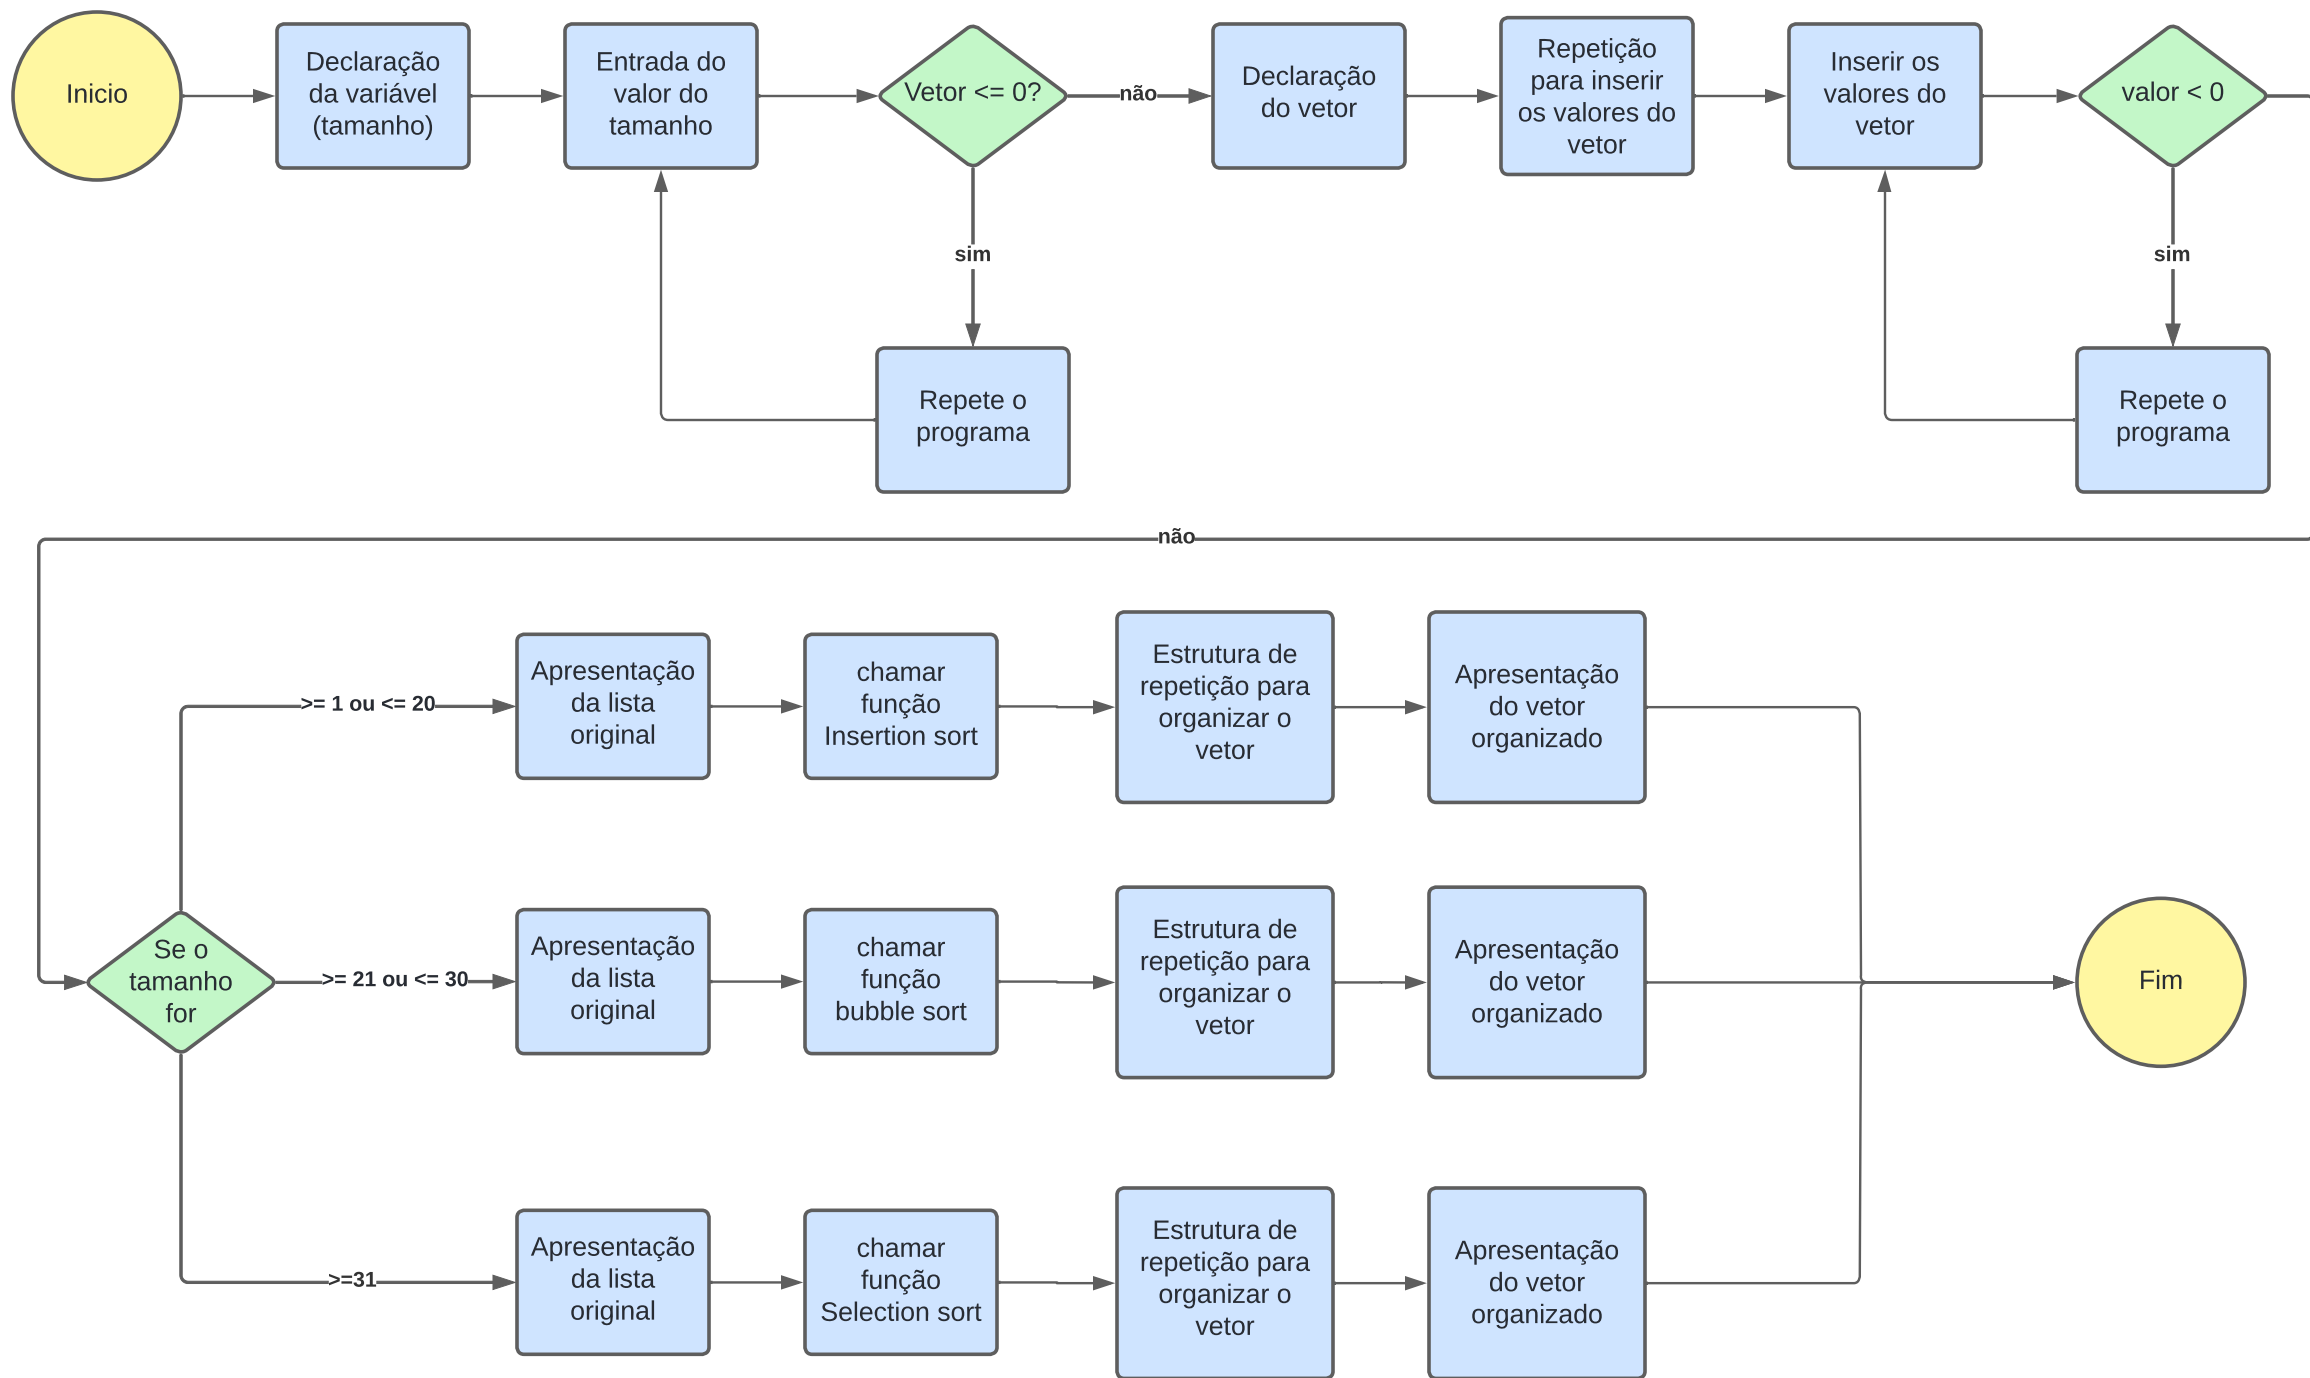 Inicio
Declaração
da variável
(tamanho)
Entrada do
valor do
tamanho
Vetor <= 0?
não
Declaração
do vetor
Repetição
para inserir
os valores do
vetor
Inserir os
valores do
vetor
valor < 0
sim
sim
Repete o
programa
Repete o
programa
não
>= 1 ou <= 20
Apresentação
da lista
original
chamar
função
Insertion sort
Estrutura de
repetição para
organizar o
vetor
Apresentação
do vetor
organizado
Se o
tamanho
for
>= 21 ou <= 30
Apresentação
da lista
original
chamar
função
bubble sort
Estrutura de
repetição para
organizar o
vetor
Apresentação
do vetor
organizado
Fim
>=31
Apresentação
da lista
original
chamar
função
Selection sort
Estrutura de
repetição para
organizar o
vetor
Apresentação
do vetor
organizado